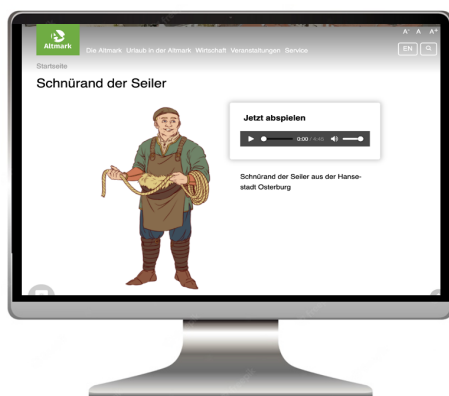 A- A A+
Altmark
Die Altmark Urlaub in der Altmark Wirtschaft Veranstaltungen Service
EN
Startseite
Schnürand der Seiler
Jetzt abspielen
0:00 / 4:45
Schnürand der Seiler aus der Hanse-
stadt Osterburg